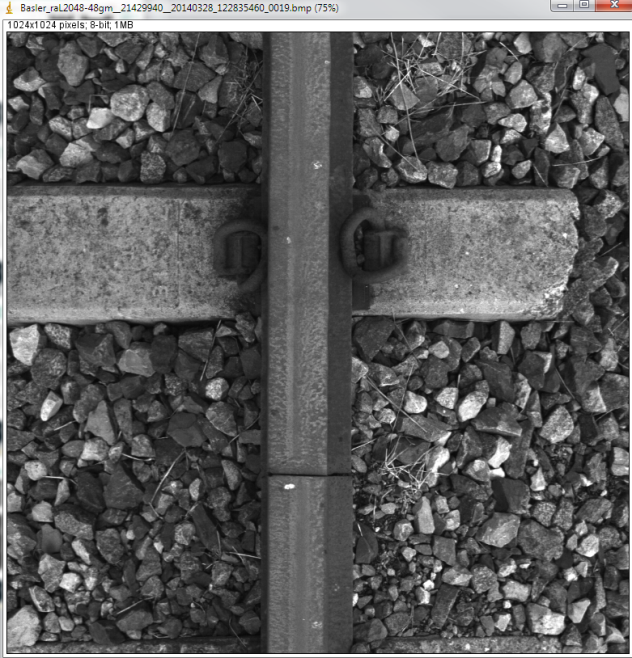 Basler_raL2048-48gm__21429940__20140328_122835460_0019.bmp (75%)
1024x1024 pixels; 8-bit; 1MB